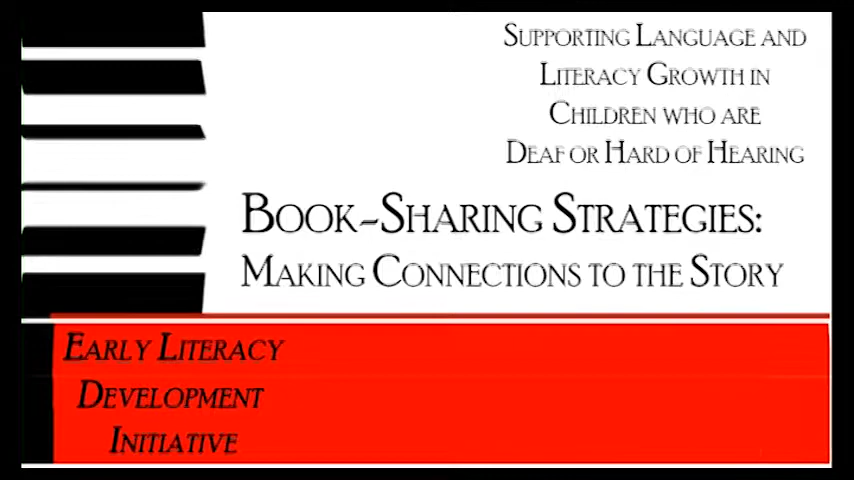 Supporting Language and
Literacy Growth in
Children who are
Deaf or Hard of Hearing
Book-Sharing Strategies:
Making Connections to the Story
Early Literacy
Development
Initiative